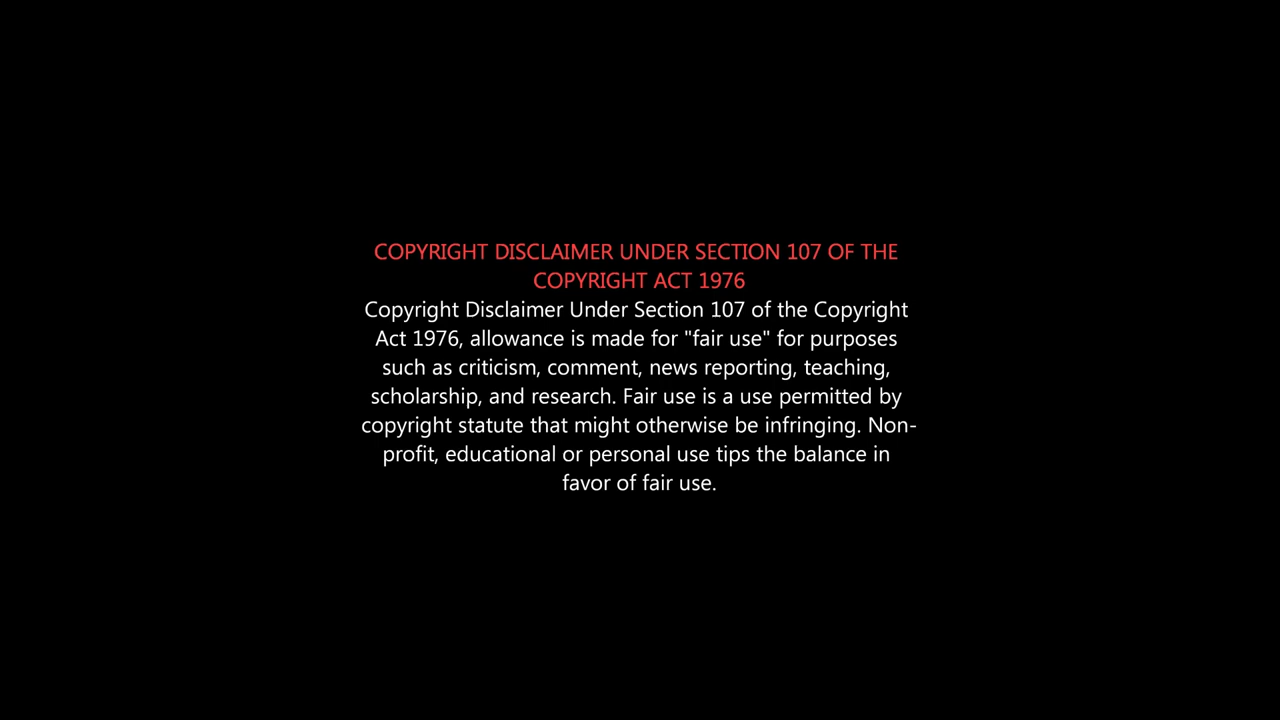 COPYRIGHT DISCLAIMER UNDER SECTION 107 OF THE
COPYRIGHT ACT 1976
Copyright Disclaimer Under Section 107 of the Copyright
Act 1976, allowance is made for "fair use" for purposes
such as criticism, comment, news reporting, teaching,
scholarship, and research. Fair use is a use permitted by
copyright statute that might otherwise be infringing. Non-
profit, educational or personal use tips the balance in
favor of fair use.